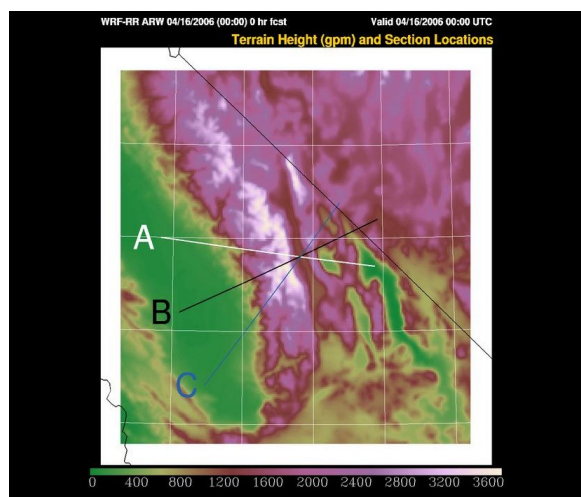 WRF-RR ARW 04/16/2006 (00:00) 0 hr fcst Valid 04/16/2006 00:00 UTC
Terrain Height (gpm) and Section Locations
A
B
C
0 400 800 1200 1600 2000 2400 2800 3200 3600